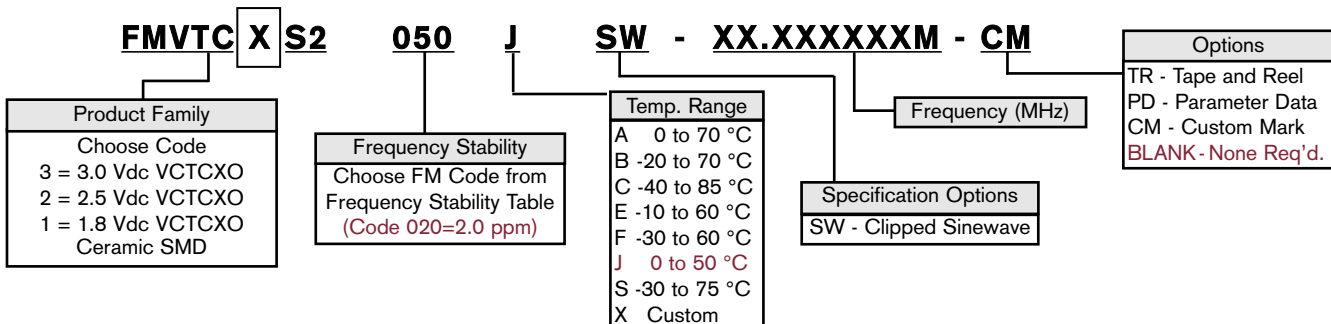 FMVTC X S2 050 J SW - XX.XXXXXXM - CM
Product Family
Choose Code
3 = 3.0 Vdc VCTCXO
2 = 2.5 Vdc VCTCXO
1 = 1.8 Vdc VCTCXO
Ceramic SMD
Frequency Stability
Choose FM Code from
Frequency Stability Table
(Code 020=2.0 ppm)
Temp. Range
A 0 to 70 °C
B -20 to 70 °C
C -40 to 85 °C
E -10 to 60 °C
F -30 to 60 °C
J 0 to 50 °C
S -30 to 75 °C
X Custom
Specification Options
SW - Clipped Sinewave
Frequency (MHz)
Options
TR - Tape and Reel
PD - Parameter Data
CM - Custom Mark
BLANK - None Req'd.